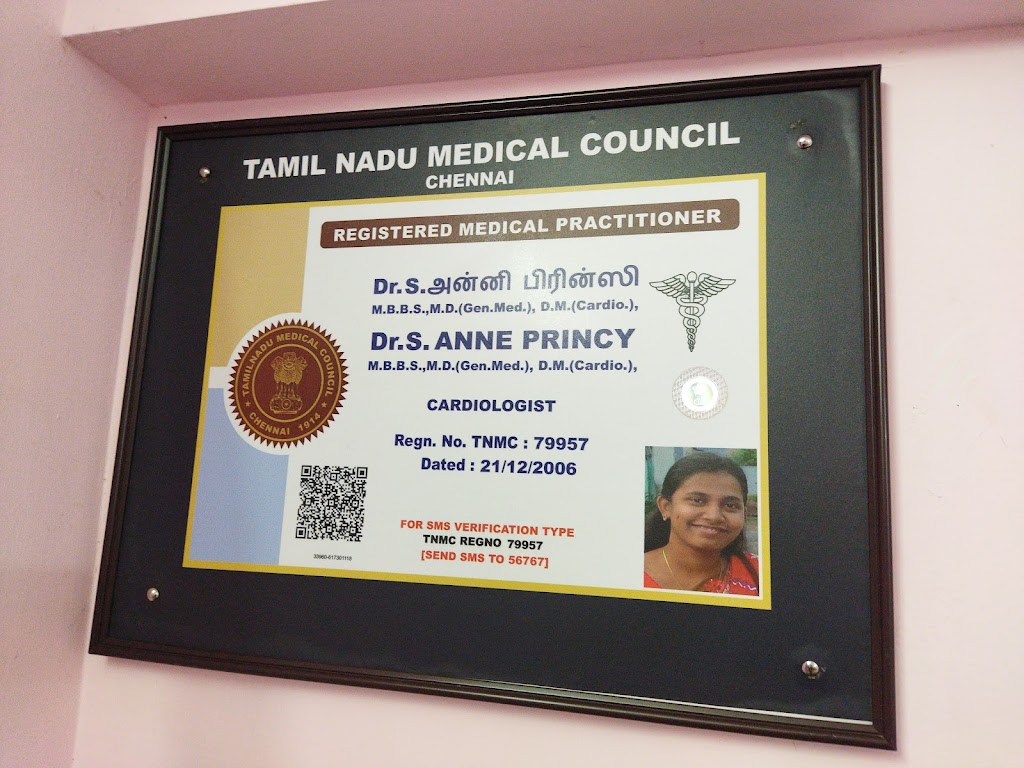 TAMIL NADU MEDICAL COUNCIL
CHENNAI
REGISTERED MEDICAL PRACTITIONER
Dr.S.அன்னி பிரின்ஸி
M.B.B.S.,M.D.(Gen.Med.), D.M.(Cardio.),
Dr.S. ANNE PRINCY
M.B.B.S.,M.D.(Gen.Med.), D.M.(Cardio.),
TAMILNADU MEDICAL COUNCIL
CHENNAI 1914
CARDIOLOGIST
Regn. No. TNMC : 79957
Dated : 21/12/2006
FOR SMS VERIFICATION TYPE
TNMC REGNO 79957
[SEND SMS TO 56767]